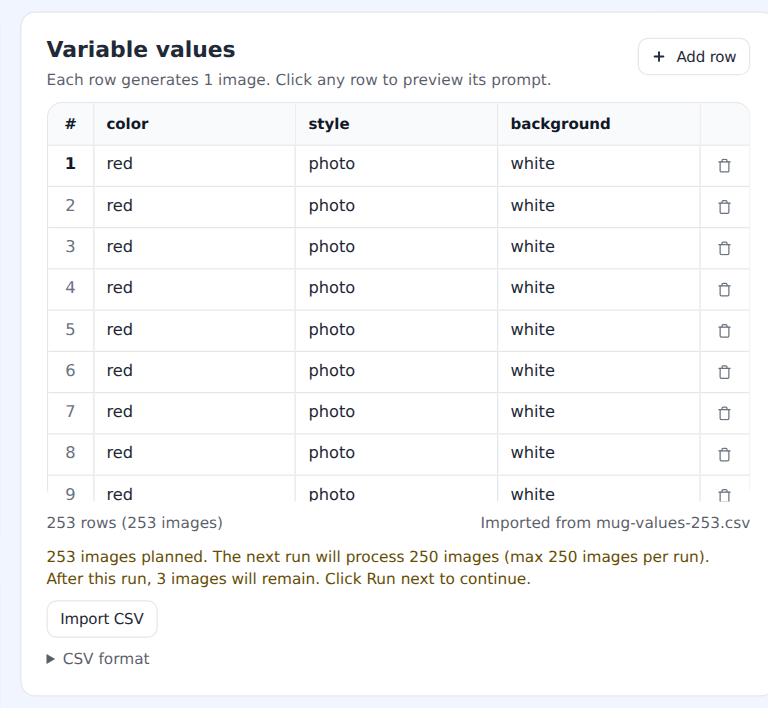 Variable values
+ Add row
Each row generates 1 image. Click any row to preview its prompt.
# color style background
1 red photo white
2 red photo white
3 red photo white
4 red photo white
5 red photo white
6 red photo white
7 red photo white
8 red photo white
9 red photo white
253 rows (253 images) Imported from mug-values-253.csv
253 images planned. The next run will process 250 images (max 250 images per run).
After this run, 3 images will remain. Click Run next to continue.
Import CSV
CSV format